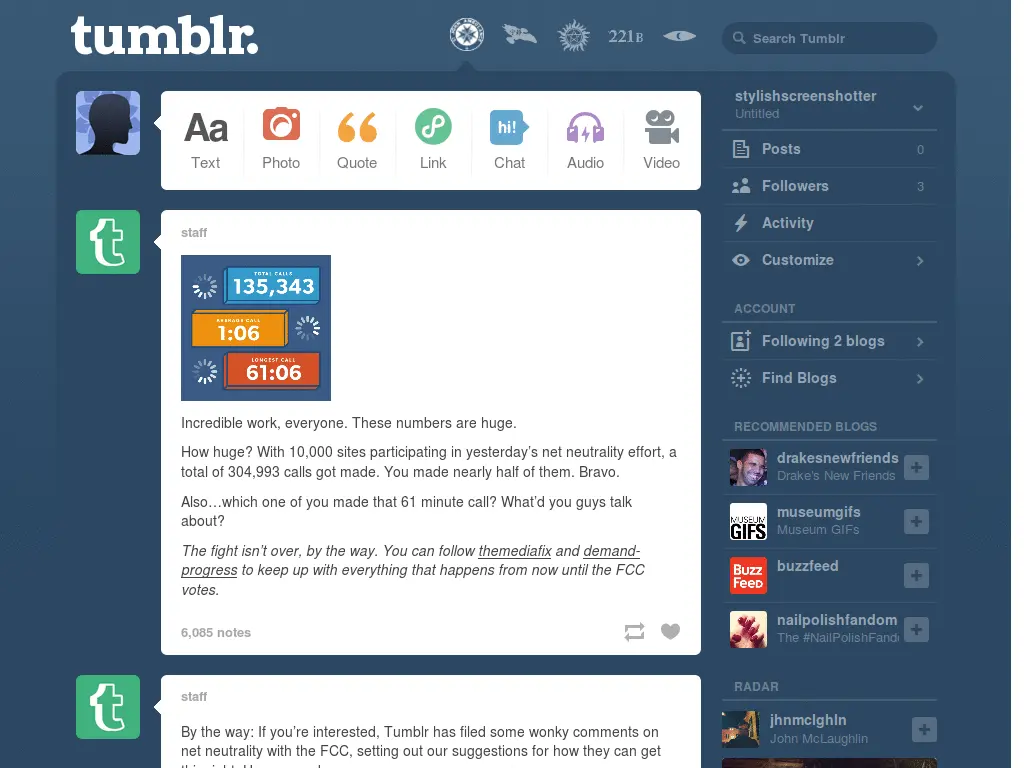 tumblr.
221B
Search Tumblr
Aa
hi!
Text
Photo
Quote
Link
Chat
Audio
Video
stylishscreenshotter
Untitled
Posts 0
Followers 3
Activity
Customize
ACCOUNT
Following 2 blogs
Find Blogs
RECOMMENDED BLOGS
drakesnewfriends
Drake's New Friends
MUSEUM
GIFS
museumgifs
Museum GIFs
Buzz
Feed
buzzfeed
nailpolishfandom
The #NailPolishFand
RADAR
jhnmclghln
John McLaughlin
t
staff
TOTAL CALLS
135,343
AVERAGE CALL
1:06
LONGEST CALL
61:06
Incredible work, everyone. These numbers are huge.
How huge? With 10,000 sites participating in yesterday's net neutrality effort, a
total of 304,993 calls got made. You made nearly half of them. Bravo.
Also…which one of you made that 61 minute call? What'd you guys talk
about?
The fight isn't over, by the way. You can follow themediafix and demand-
progress to keep up with everything that happens from now until the FCC
votes.
6,085 notes
t
staff
By the way: If you're interested, Tumblr has filed some wonky comments on
net neutrality with the FCC, setting out our suggestions for how they can get